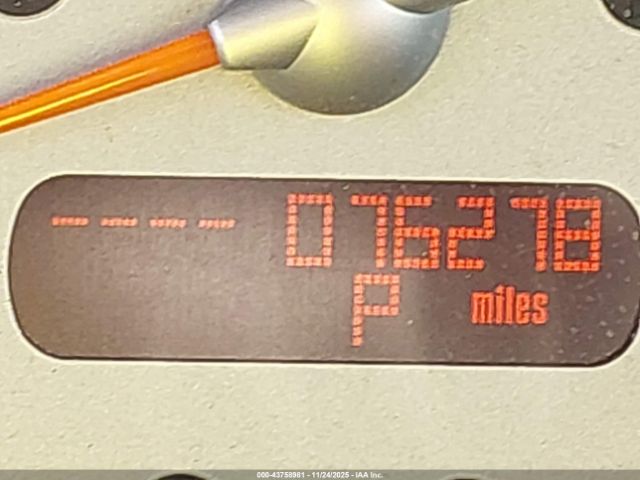 ---- 076278
P miles
000-43758981 - 11/24/2025 - IAA Inc.